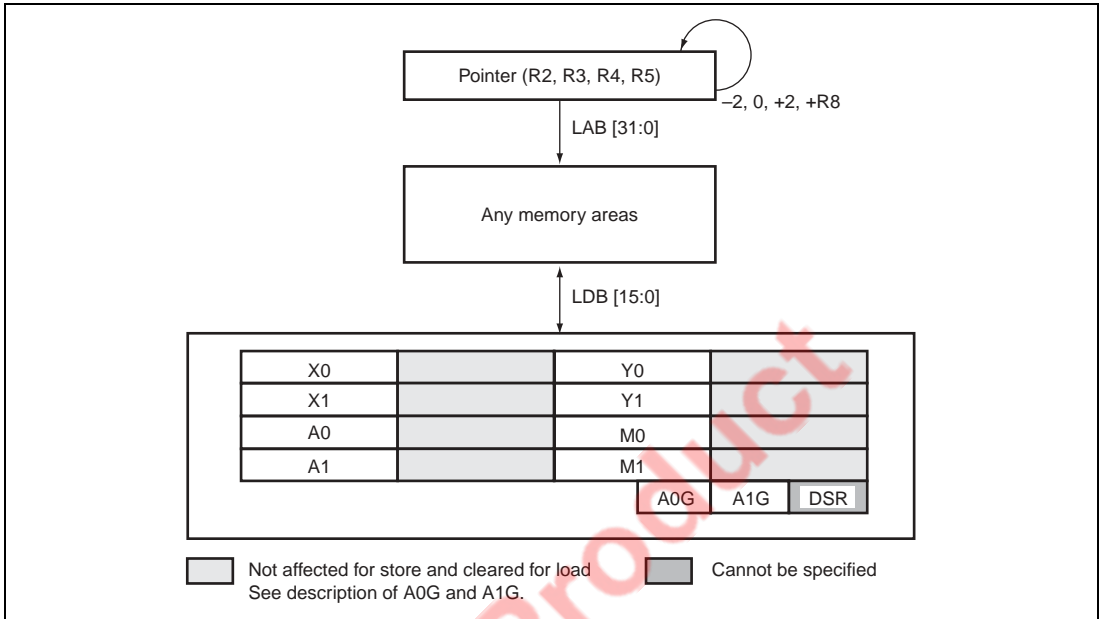 Pointer (R2, R3, R4, R5)
–2, 0, +2, +R8
LAB [31:0]
Any memory areas
LDB [15:0]
X0 Y0
X1 Y1
A0 M0
A1 M1
A0G A1G DSR
Not affected for store and cleared for load
See description of A0G and A1G.
Cannot be specified
Product